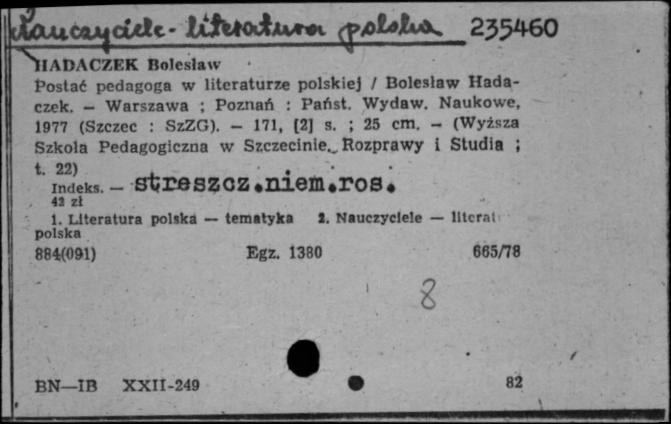 Nauczyciele - literatura polska 235460
HADACZEK Bolesław
Postać pedagoga w literaturze polskiej / Bolesław Hada-
czek. — Warszawa ; Poznań : Państ. Wydaw. Naukowe,
1977 (Szczec : SzZG). — 171, [2] s. ; 25 cm. — (Wyższa
Szkoła Pedagogiczna w Szczecinie. Rozprawy i Studia ;
t. 22)
Indeks. — streszcz.niem.ros.
42 zł
1. Literatura polska — tematyka 2. Nauczyciele — literat
polska
884(091) Egz. 1380 665/78
8
BN—IB XXII-249 82